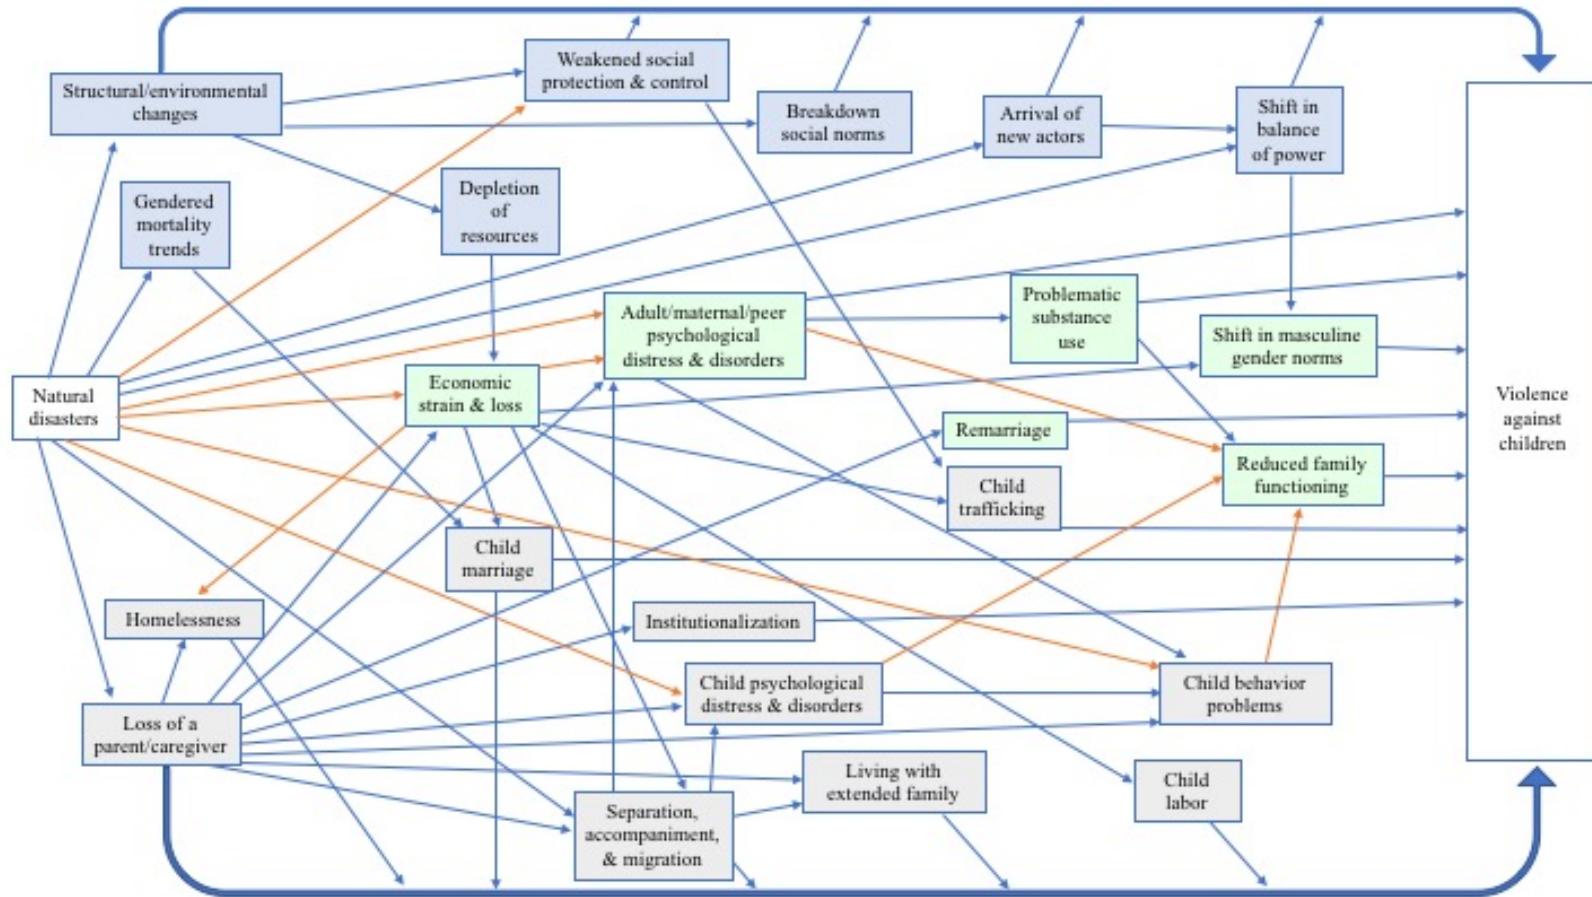 Structural/environmental
changes
Weakened social
protection & control
Breakdown
social norms
Arrival of
new actors
Shift in
balance
of power
Gendered
mortality
trends
Depletion
of
resources
Adult/maternal/peer
psychological
distress & disorders
Problematic
substance
use
Shift in masculine
gender norms
Natural
disasters
Economic
strain & loss
Remarriage
Violence
against
children
Reduced family
functioning
Child
trafficking
Child
marriage
Homelessness
Institutionalization
Child psychological
distress & disorders
Child behavior
problems
Loss of a
parent/caregiver
Living with
extended family
Child
labor
Separation,
accompaniment,
& migration